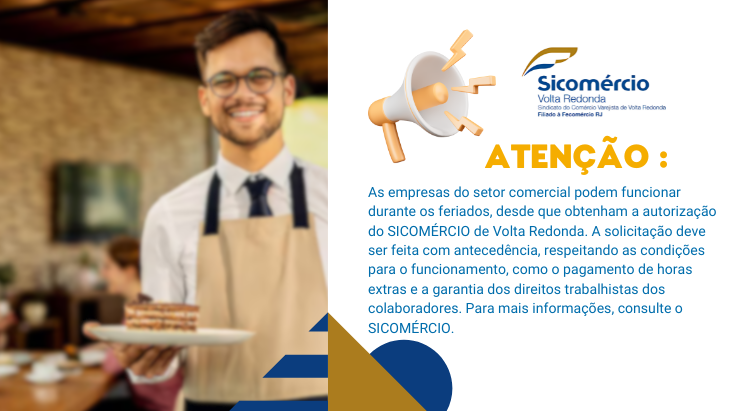 Sicomércio
Volta Redonda
Sindicato do Comércio Varejista de Volta Redonda
Filiado à Fecomércio RJ
ATENÇÃO :
As empresas do setor comercial podem funcionar
durante os feriados, desde que obtenham a autorização
do SICOMÉRCIO de Volta Redonda. A solicitação deve
ser feita com antecedência, respeitando as condições
para o funcionamento, como o pagamento de horas
extras e a garantia dos direitos trabalhistas dos
colaboradores. Para mais informações, consulte o
SICOMÉRCIO.